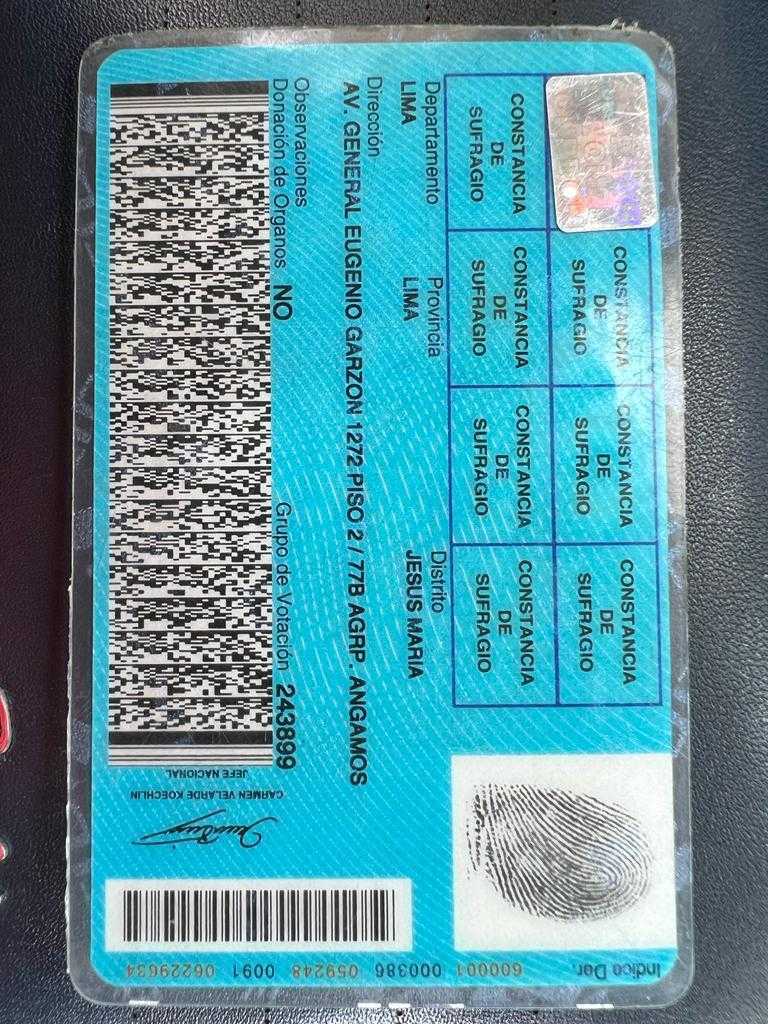 CONSTANCIA DE SUFRAGIO
CONSTANCIA DE SUFRAGIO
CONSTANCIA DE SUFRAGIO
CONSTANCIA DE SUFRAGIO
CONSTANCIA DE SUFRAGIO
CONSTANCIA DE SUFRAGIO
CONSTANCIA DE SUFRAGIO
Departamento Provincia Distrito
LIMA LIMA JESUS MARIA
Dirección
AV. GENERAL EUGENIO GARZON 1272 PISO 2 / 77B AGRP. ANGAMOS
Observaciones
Donación de Organos NO Grupo de Votación 243899
CARMEN VELARDE KOECHLIN
JEFE NACIONAL
Indice Der. 600001 000386 059248 0091 06229634